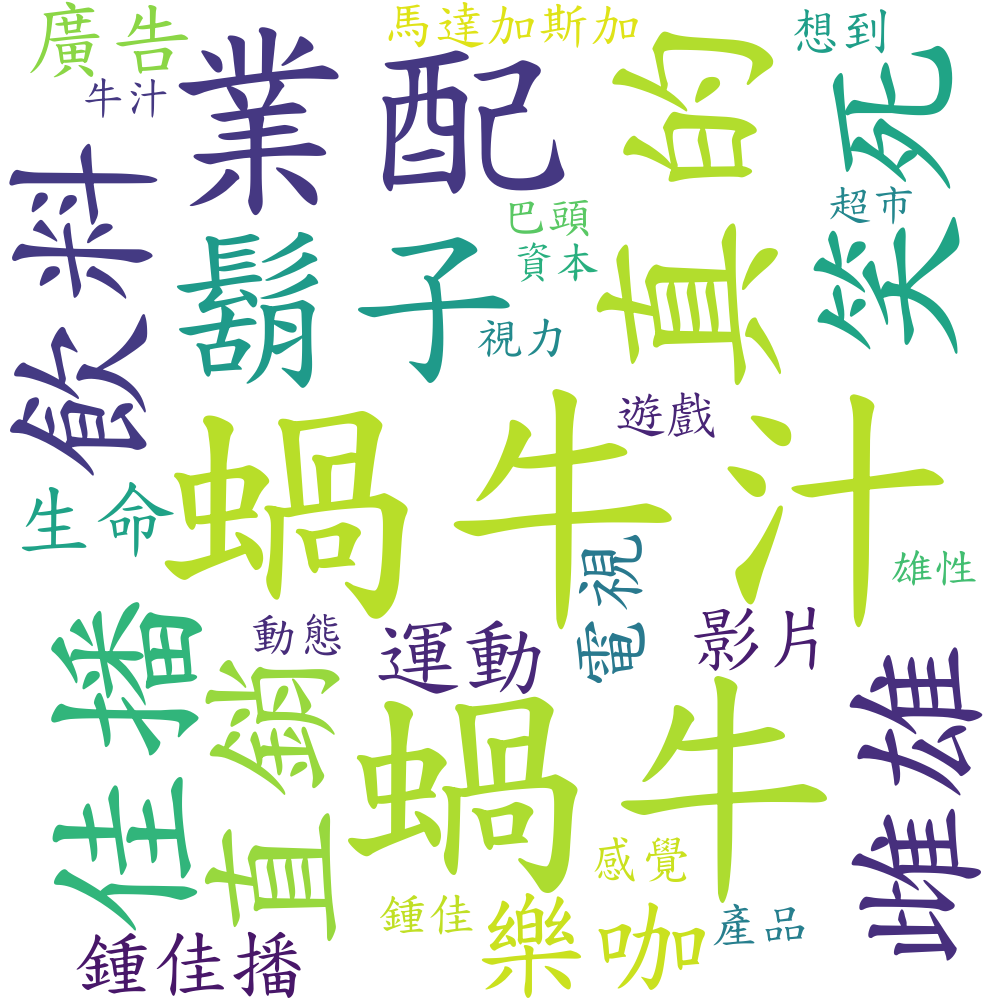 廣告
馬達加斯加
想到
牛汁
業配
真的
笑死
飲料
超市
巴頭
資本
鬍子
視力
遊戲
蝸牛汁
生命
電視
雄性
佳播
動態
運動
影片
直銷
雌雄
蝸牛
感覺
鍾佳
樂咖
產品
鍾佳播